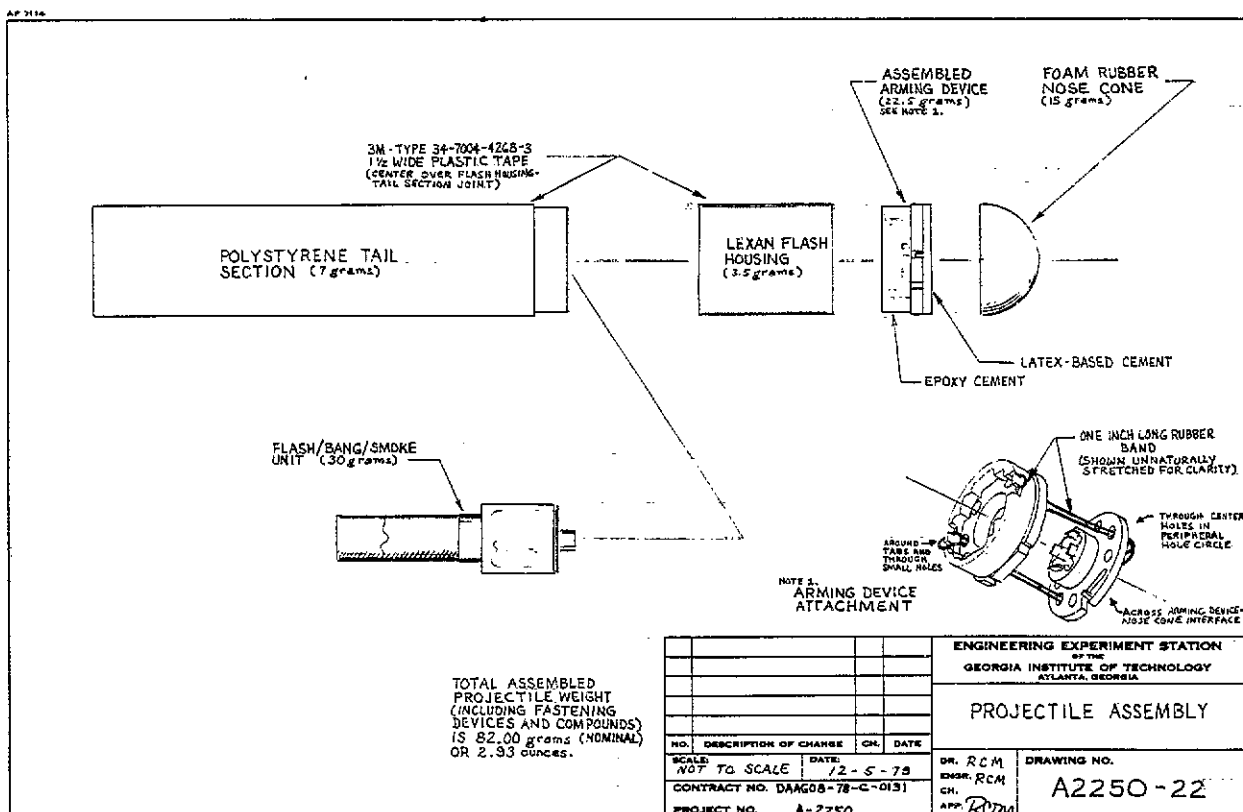 AP 7116
ASSEMBLED
ARMING DEVICE
(22.5 grams)
SEE NOTE 1.
FOAM RUBBER
NOSE CONE
(15 grams)
3M-TYPE 34-7004-4268-3
1 1/2 WIDE PLASTIC TAPE
(CENTER OVER FLASH HOUSING-
TAIL SECTION JOINT)
POLYSTYRENE TAIL
SECTION (7 grams)
LEXAN FLASH
HOUSING
(3.5 grams)
LATEX-BASED CEMENT
EPOXY CEMENT
FLASH/BANG/SMOKE
UNIT (30 grams)
ONE INCH LONG RUBBER
BAND
(SHOWN UNNATURALLY
STRETCHED FOR CLARITY)
THROUGH CENTER
HOLES IN
PERIPHERAL
HOLE CIRCLE
AROUND
TABS AND
THROUGH
SMALL HOLES
NOTE 1.
ARMING DEVICE
ATTACHMENT
ACROSS ARMING DEVICE-
NOSE CONE INTERFACE
TOTAL ASSEMBLED
PROJECTILE WEIGHT
(INCLUDING FASTENING
DEVICES AND COMPOUNDS)
IS 82.00 grams (NOMINAL)
OR 2.93 ounces.
NO. DESCRIPTION OF CHANGE CH. DATE
SCALE: NOT TO SCALE DATE: 12-5-79
CONTRACT NO. DAAG08-78-C-0131
PROJECT NO. A-2250
ENGINEERING EXPERIMENT STATION
OF THE
GEORGIA INSTITUTE OF TECHNOLOGY
ATLANTA, GEORGIA
PROJECTILE ASSEMBLY
DR. RCM
ENGR. RCM
CH.
APP. RCM
DRAWING NO.
A2250-22